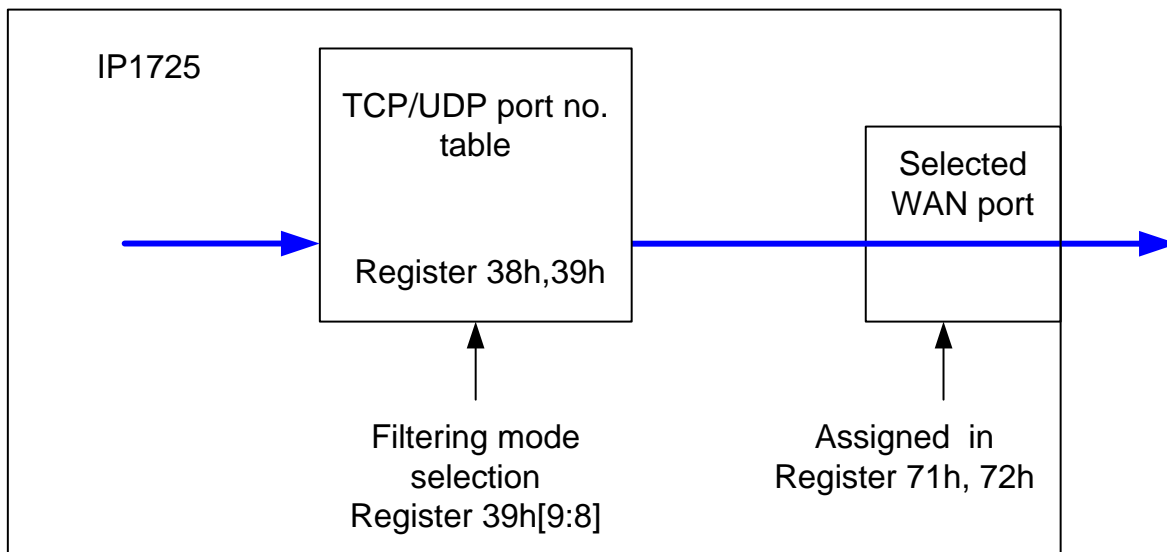 IP1725
TCP/UDP port no.
table
Register 38h,39h
Selected
WAN port
Filtering mode
selection
Register 39h[9:8]
Assigned in
Register 71h, 72h